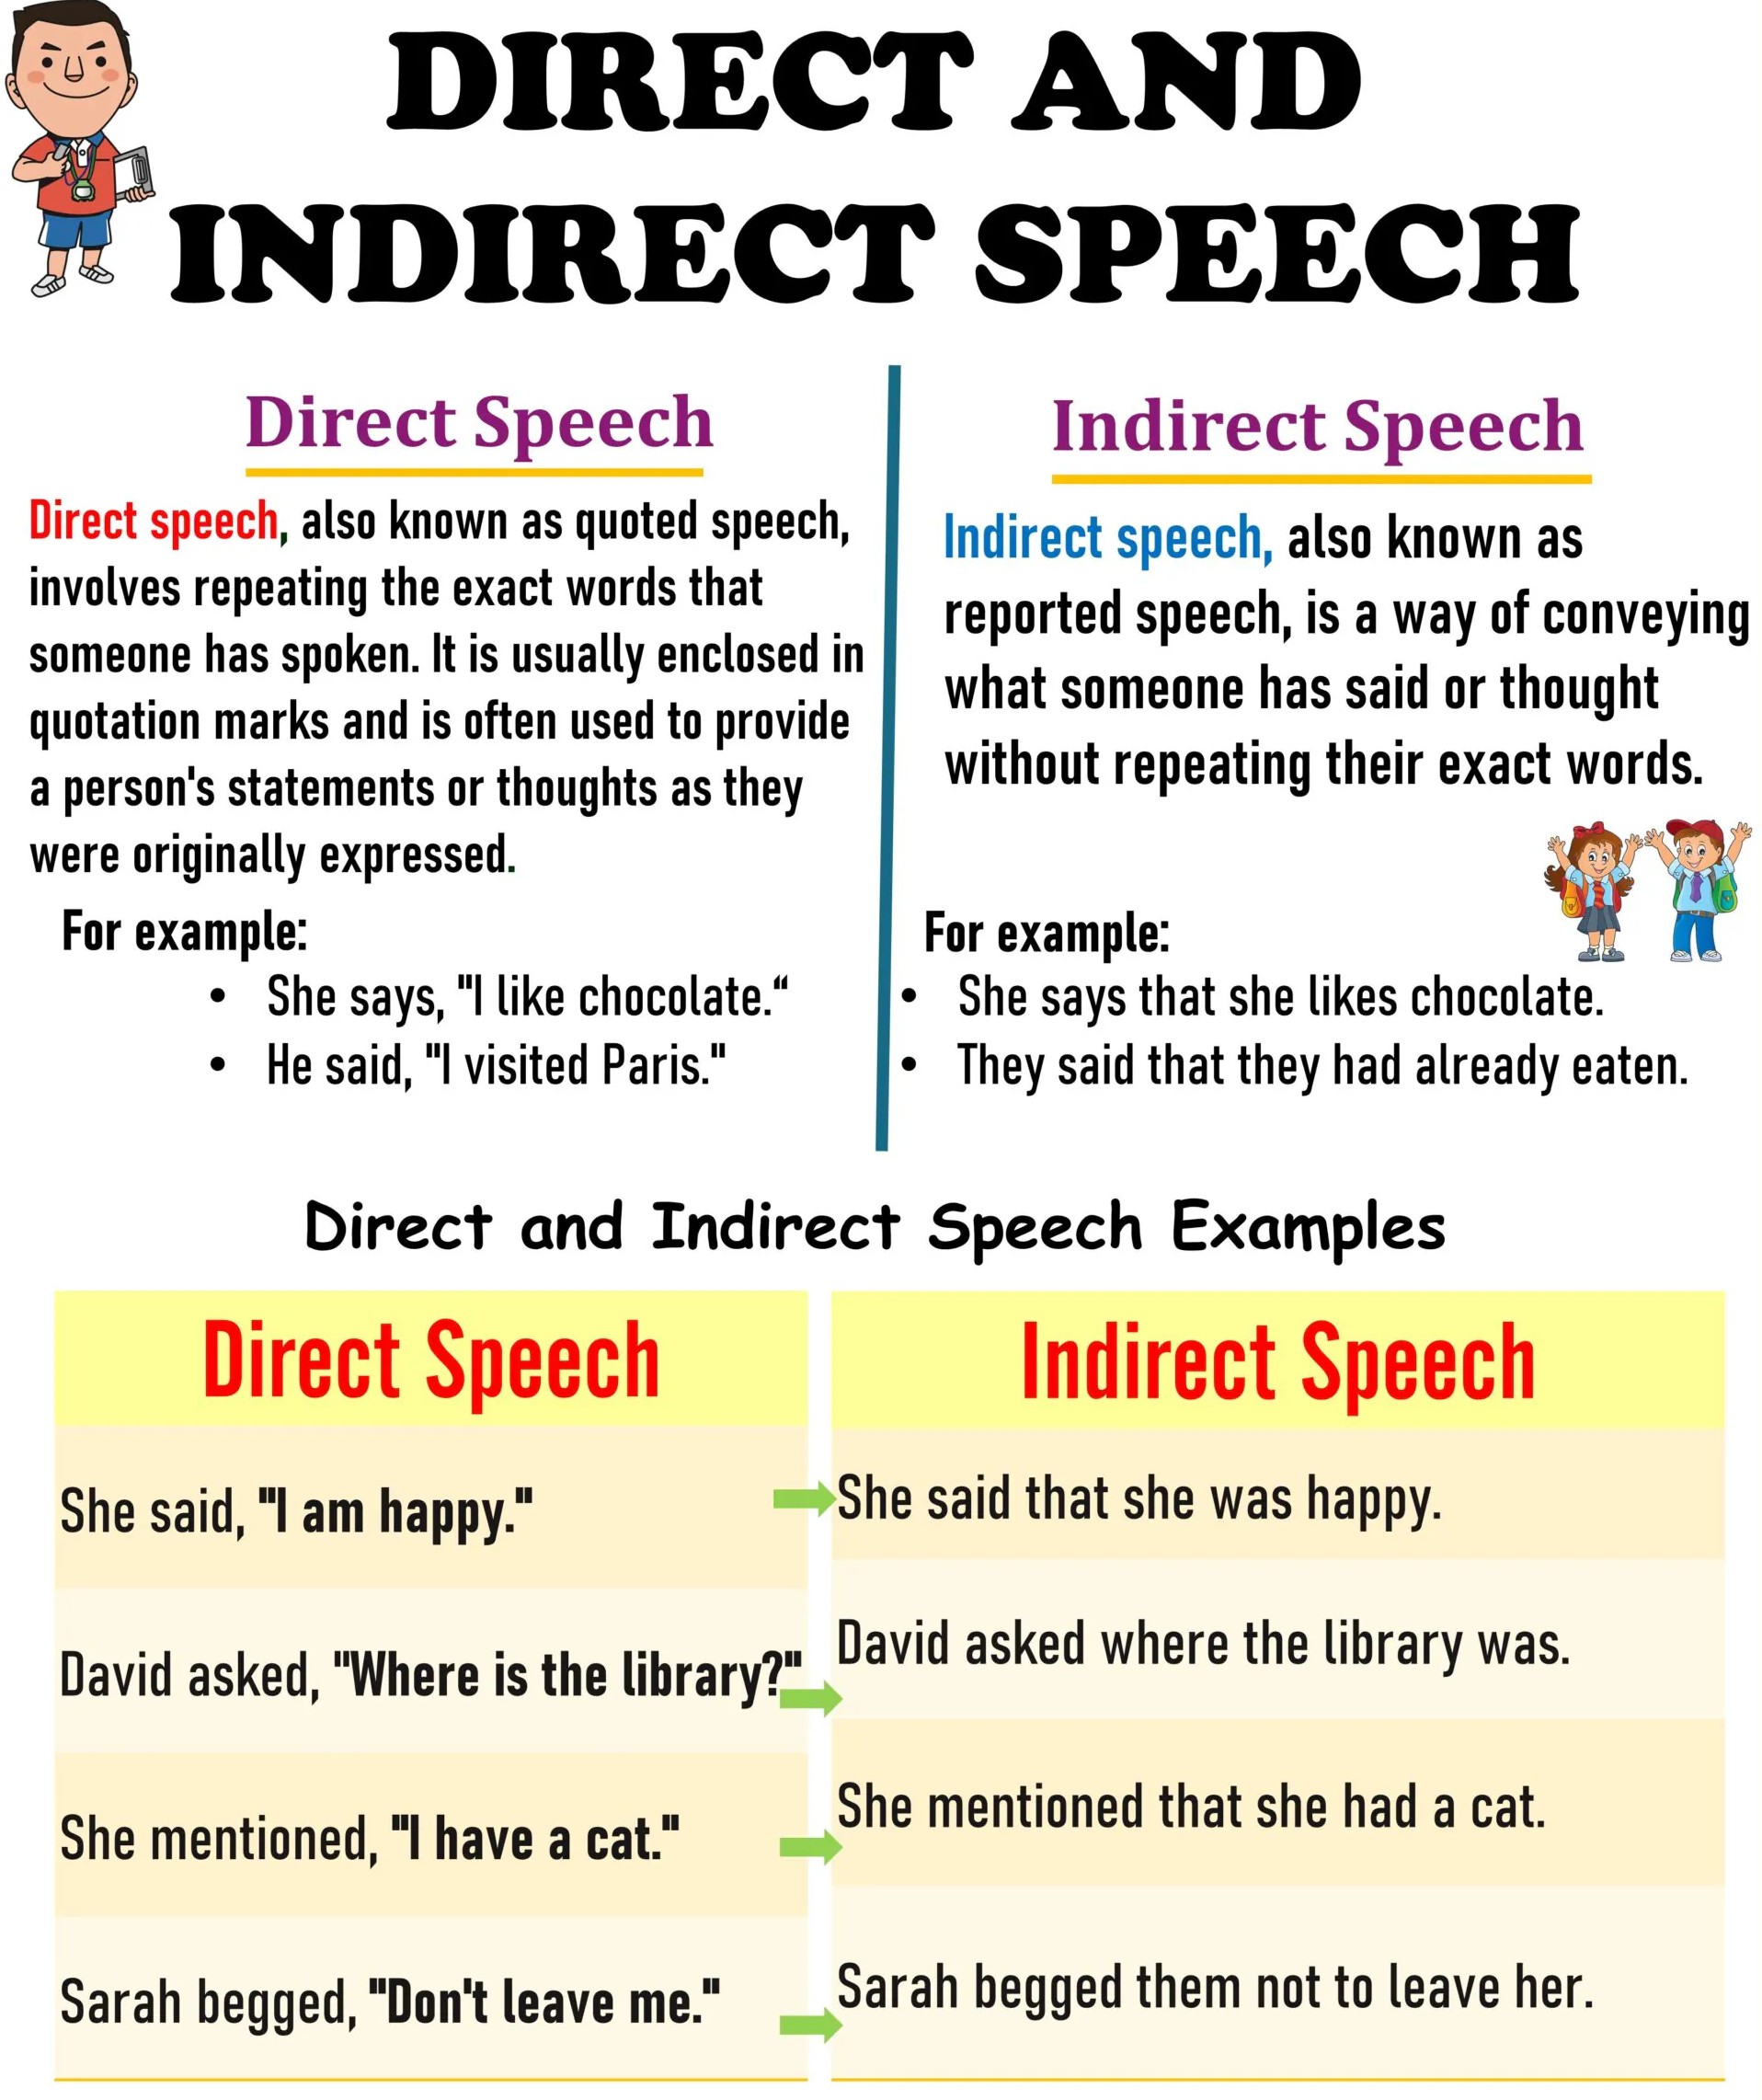 DIRECT AND
INDIRECT SPEECH
Direct Speech
Direct speech, also known as quoted speech,
involves repeating the exact words that
someone has spoken. It is usually enclosed in
quotation marks and is often used to provide
a person's statements or thoughts as they
were originally expressed.
For example:
• She says, "I like chocolate.“
• He said, "I visited Paris."
Indirect Speech
Indirect speech, also known as
reported speech, is a way of conveying
what someone has said or thought
without repeating their exact words.
For example:
• She says that she likes chocolate.
• They said that they had already eaten.
Direct and Indirect Speech Examples
Direct Speech
Indirect Speech
She said, "I am happy."
She said that she was happy.
David asked, "Where is the library?"
David asked where the library was.
She mentioned, "I have a cat."
She mentioned that she had a cat.
Sarah begged, "Don't leave me."
Sarah begged them not to leave her.